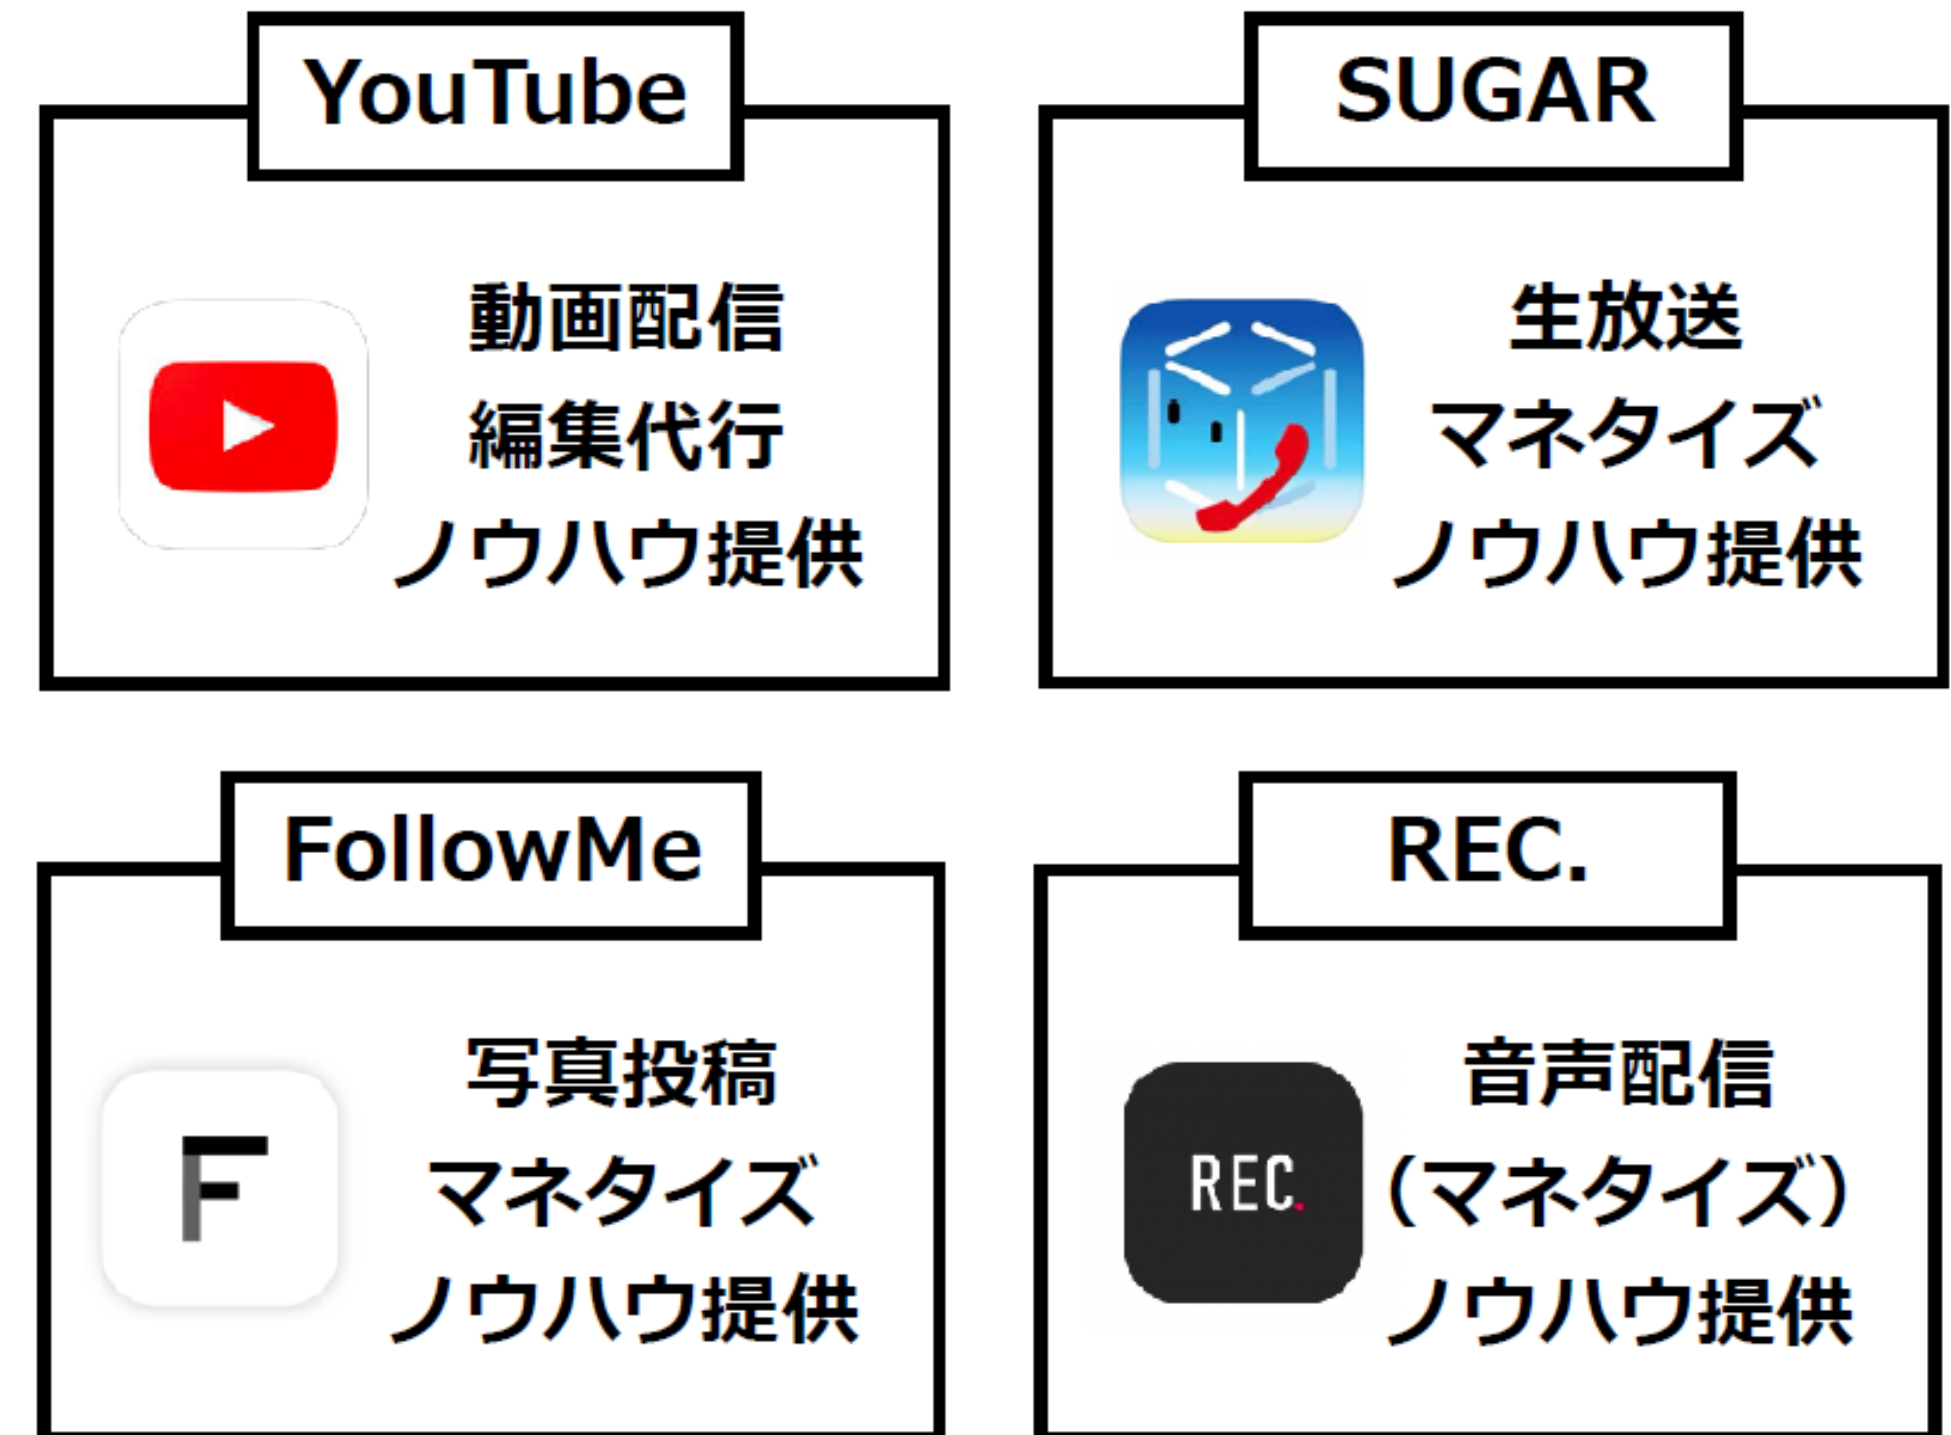 YouTube
動画配信
編集代行
ノウハウ提供
SUGAR
生放送
マネタイズ
ノウハウ提供
FollowMe
F
写真投稿
マネタイズ
ノウハウ提供
REC.
REC.
音声配信
(マネタイズ)
ノウハウ提供